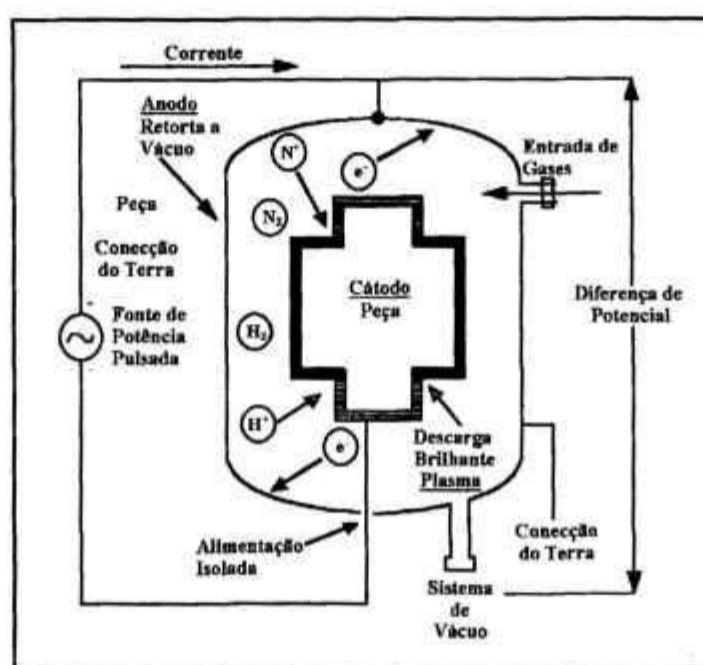 Corrente
Anodo
Retorta a
Vácuo
N⁺
e⁻
Entrada de
Gases
N₂
Peça
Conecção
do Terra
Cátodo
Peça
Diferença de
Potencial
Fonte de
Potência
Pulsada
H₂
H⁺
e
Descarga
Brilhante
Plasma
Alimentação
Isolada
Conecção
do Terra
Sistema
de
Vácuo